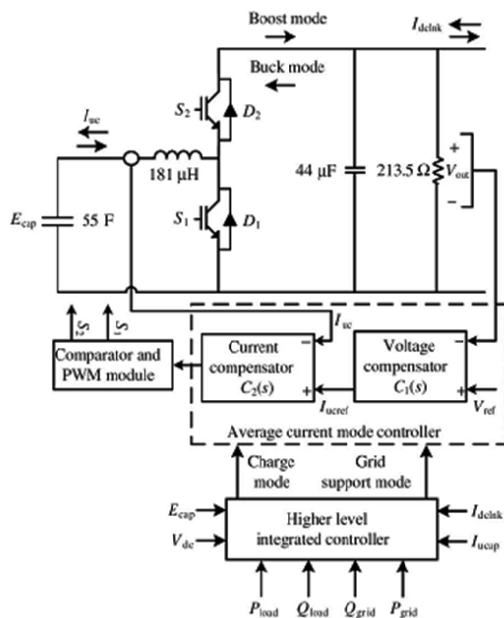 Boost mode
I_dclnk
Buck mode
S_2
D_2
I_uc
181 μH
44 μF
213.5 Ω
+
V_out
−
E_cap
55 F
S_1
D_1
S_2
S_1
I_uc
Comparator and
PWM module
Current
compensator
C_2(s)
−
+
I_ucref
Voltage
compensator
C_1(s)
−
+
V_ref
Average current mode controller
Charge
mode
Grid
support mode
E_cap
V_dc
Higher level
integrated controller
I_dclnk
I_ucap
P_load
Q_load
Q_grid
P_grid